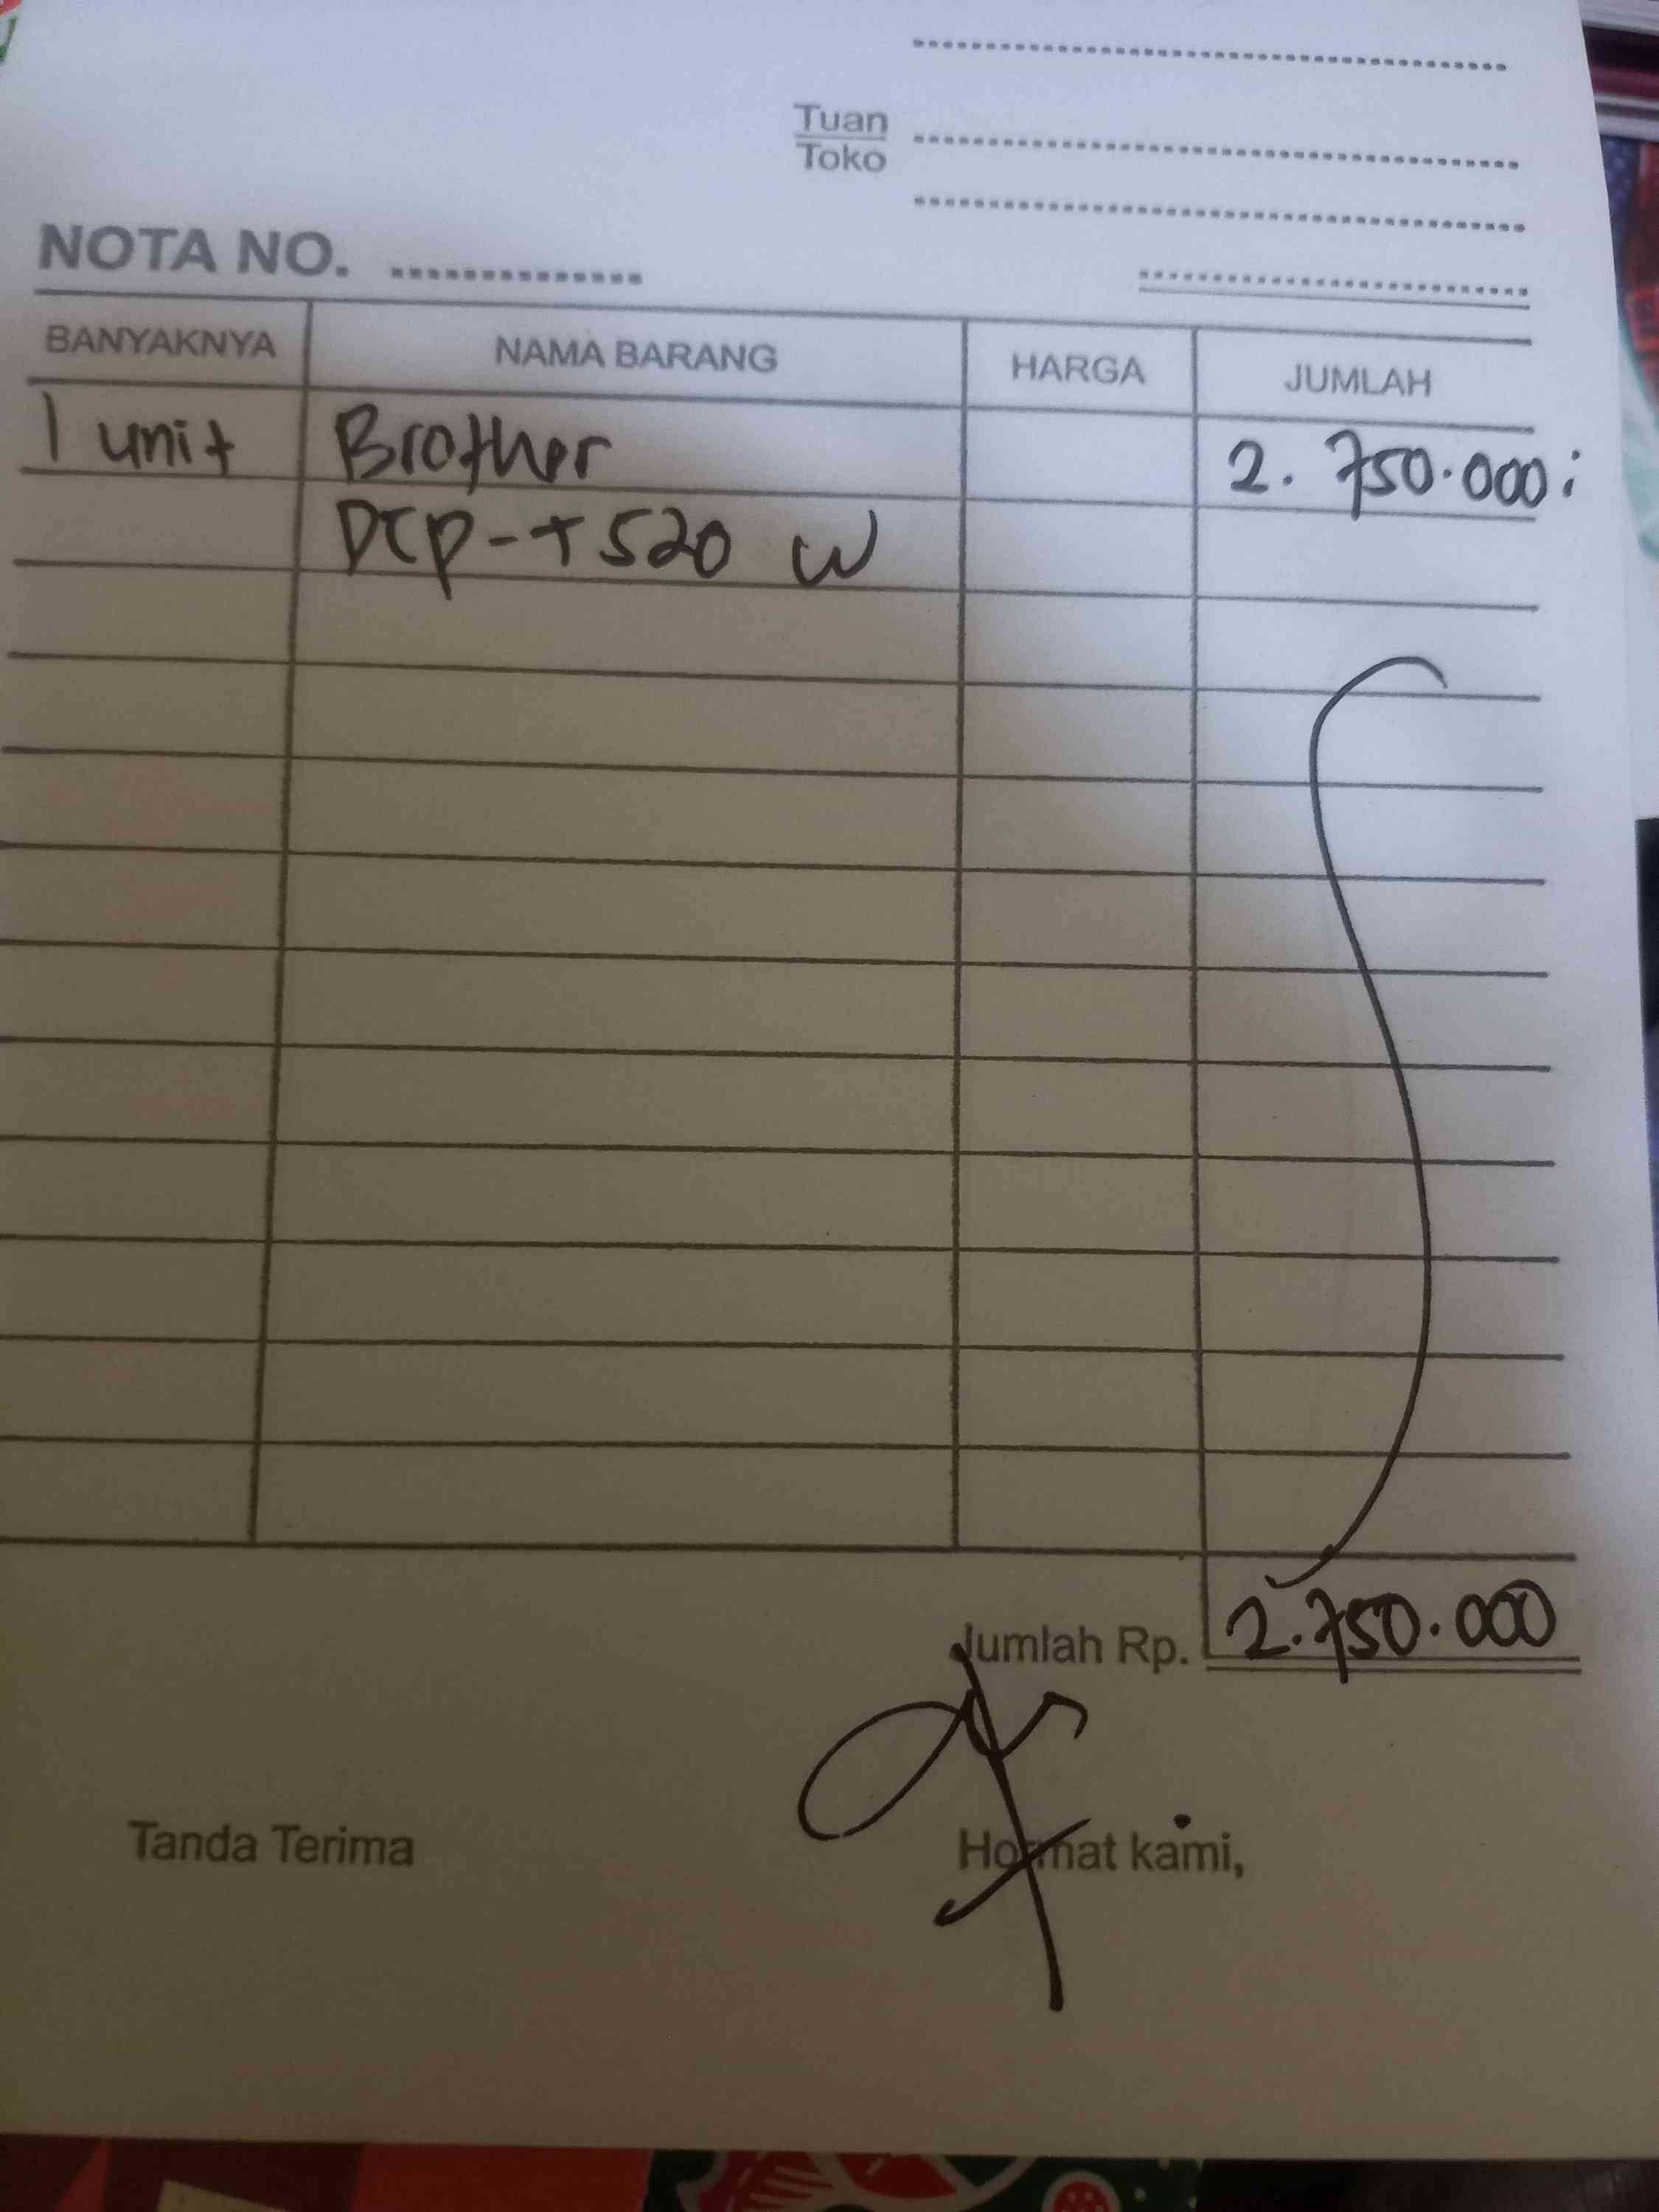 Tuan
Toko
NOTA NO.
BANYAKNYA NAMA BARANG HARGA JUMLAH
1 unit Brother 2.750.000
DCP-T520 W
Jumlah Rp. 2.750.000
Tanda Terima Hormat kami,